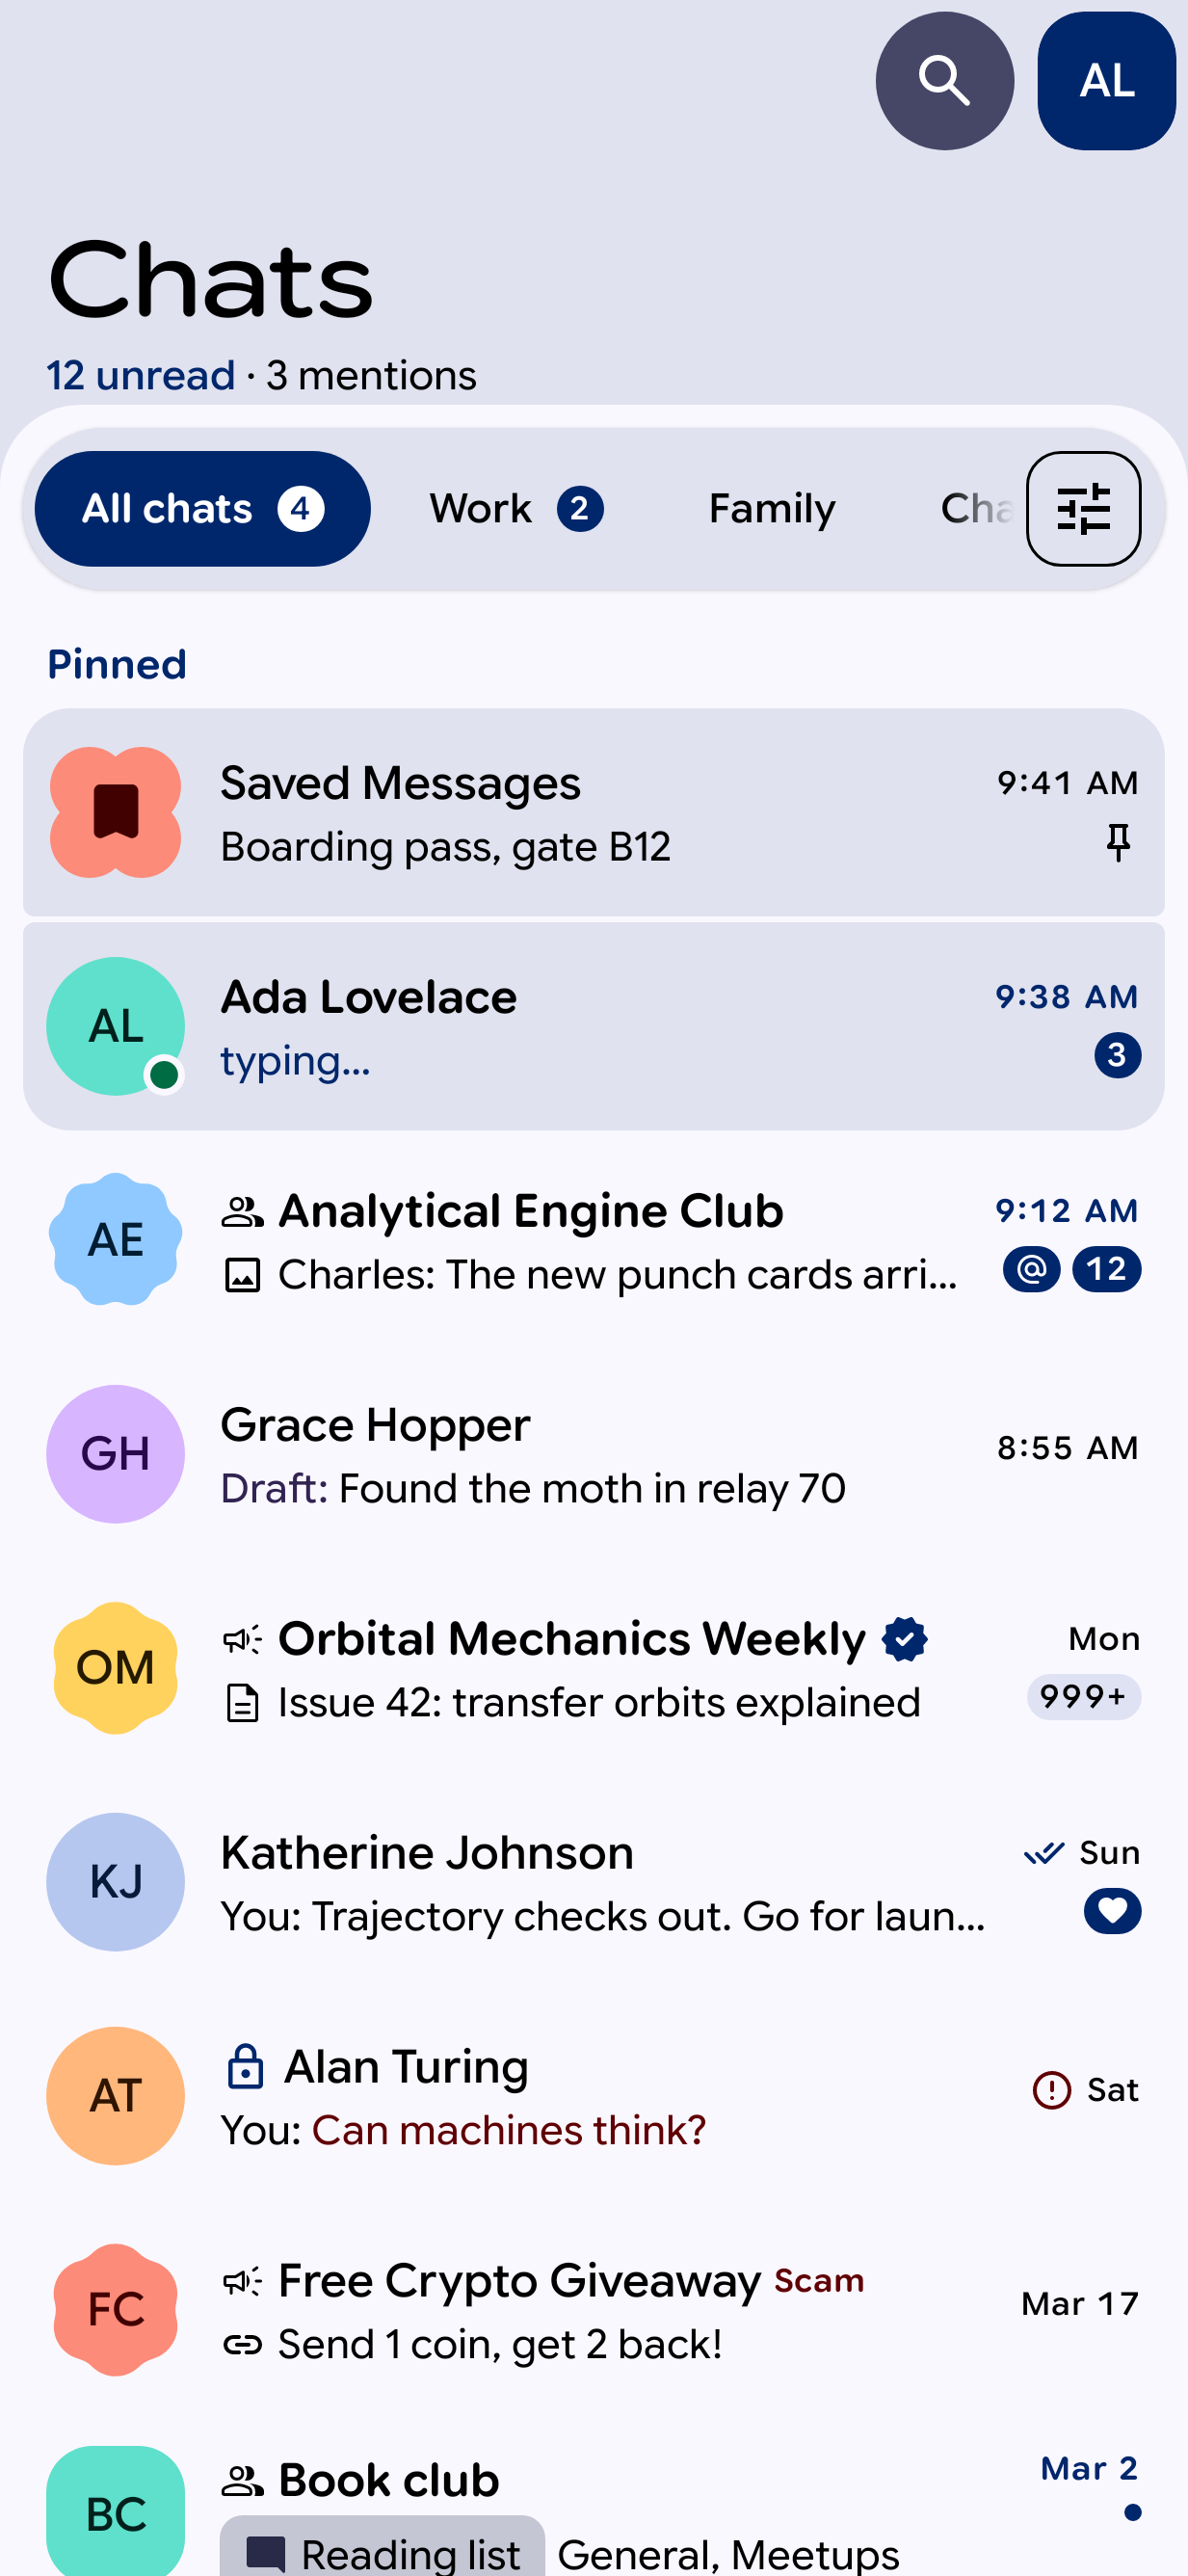 AL
Chats
12 unread · 3 mentions
All chats 4 Work 2 Family Cha
Pinned
Saved Messages 9:41 AM
Boarding pass, gate B12
AL Ada Lovelace 9:38 AM
typing... 3
AE Analytical Engine Club 9:12 AM
Charles: The new punch cards arri... @ 12
GH Grace Hopper 8:55 AM
Draft: Found the moth in relay 70
OM Orbital Mechanics Weekly Mon
Issue 42: transfer orbits explained 999+
KJ Katherine Johnson Sun
You: Trajectory checks out. Go for laun...
AT Alan Turing Sat
You: Can machines think?
FC Free Crypto Giveaway Scam Mar 17
Send 1 coin, get 2 back!
BC Book club Mar 2
Reading list General, Meetups